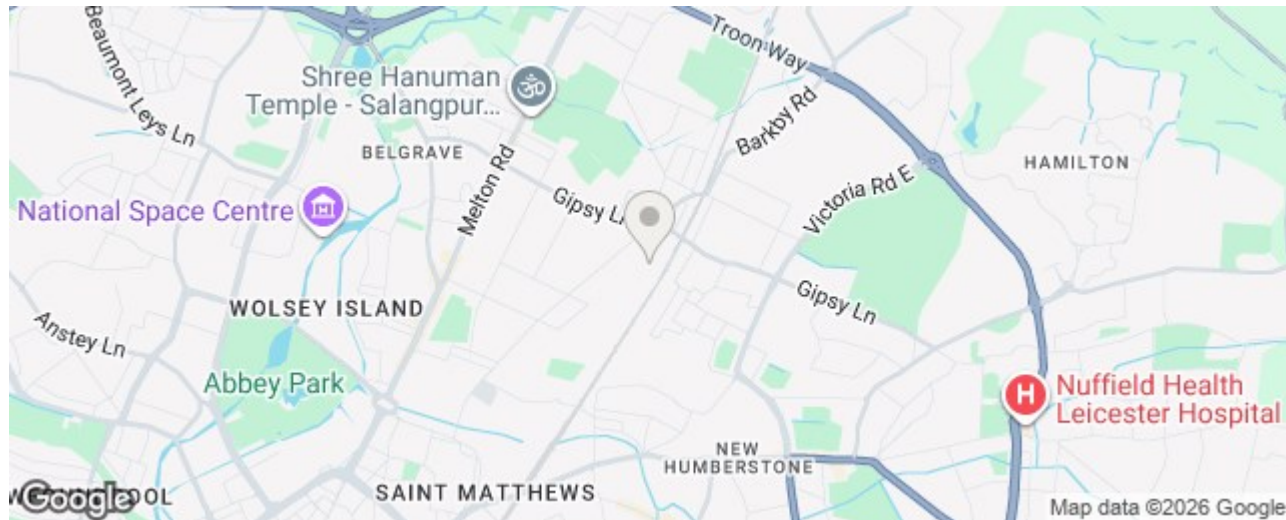 Beaumont Leys Ln
Troon Way
Shree Hanuman
Temple - Salangpur...
Barkby Rd
BELGRAVE
HAMILTON
Melton Rd
Gipsy L
Victoria Rd E
National Space Centre
WOLSEY ISLAND
Gipsy Ln
Anstey Ln
Abbey Park
H
Nuffield Health
Leicester Hospital
NEW
HUMBERSTONE
SAINT MATTHEWS
Google
Map data ©2026 Google